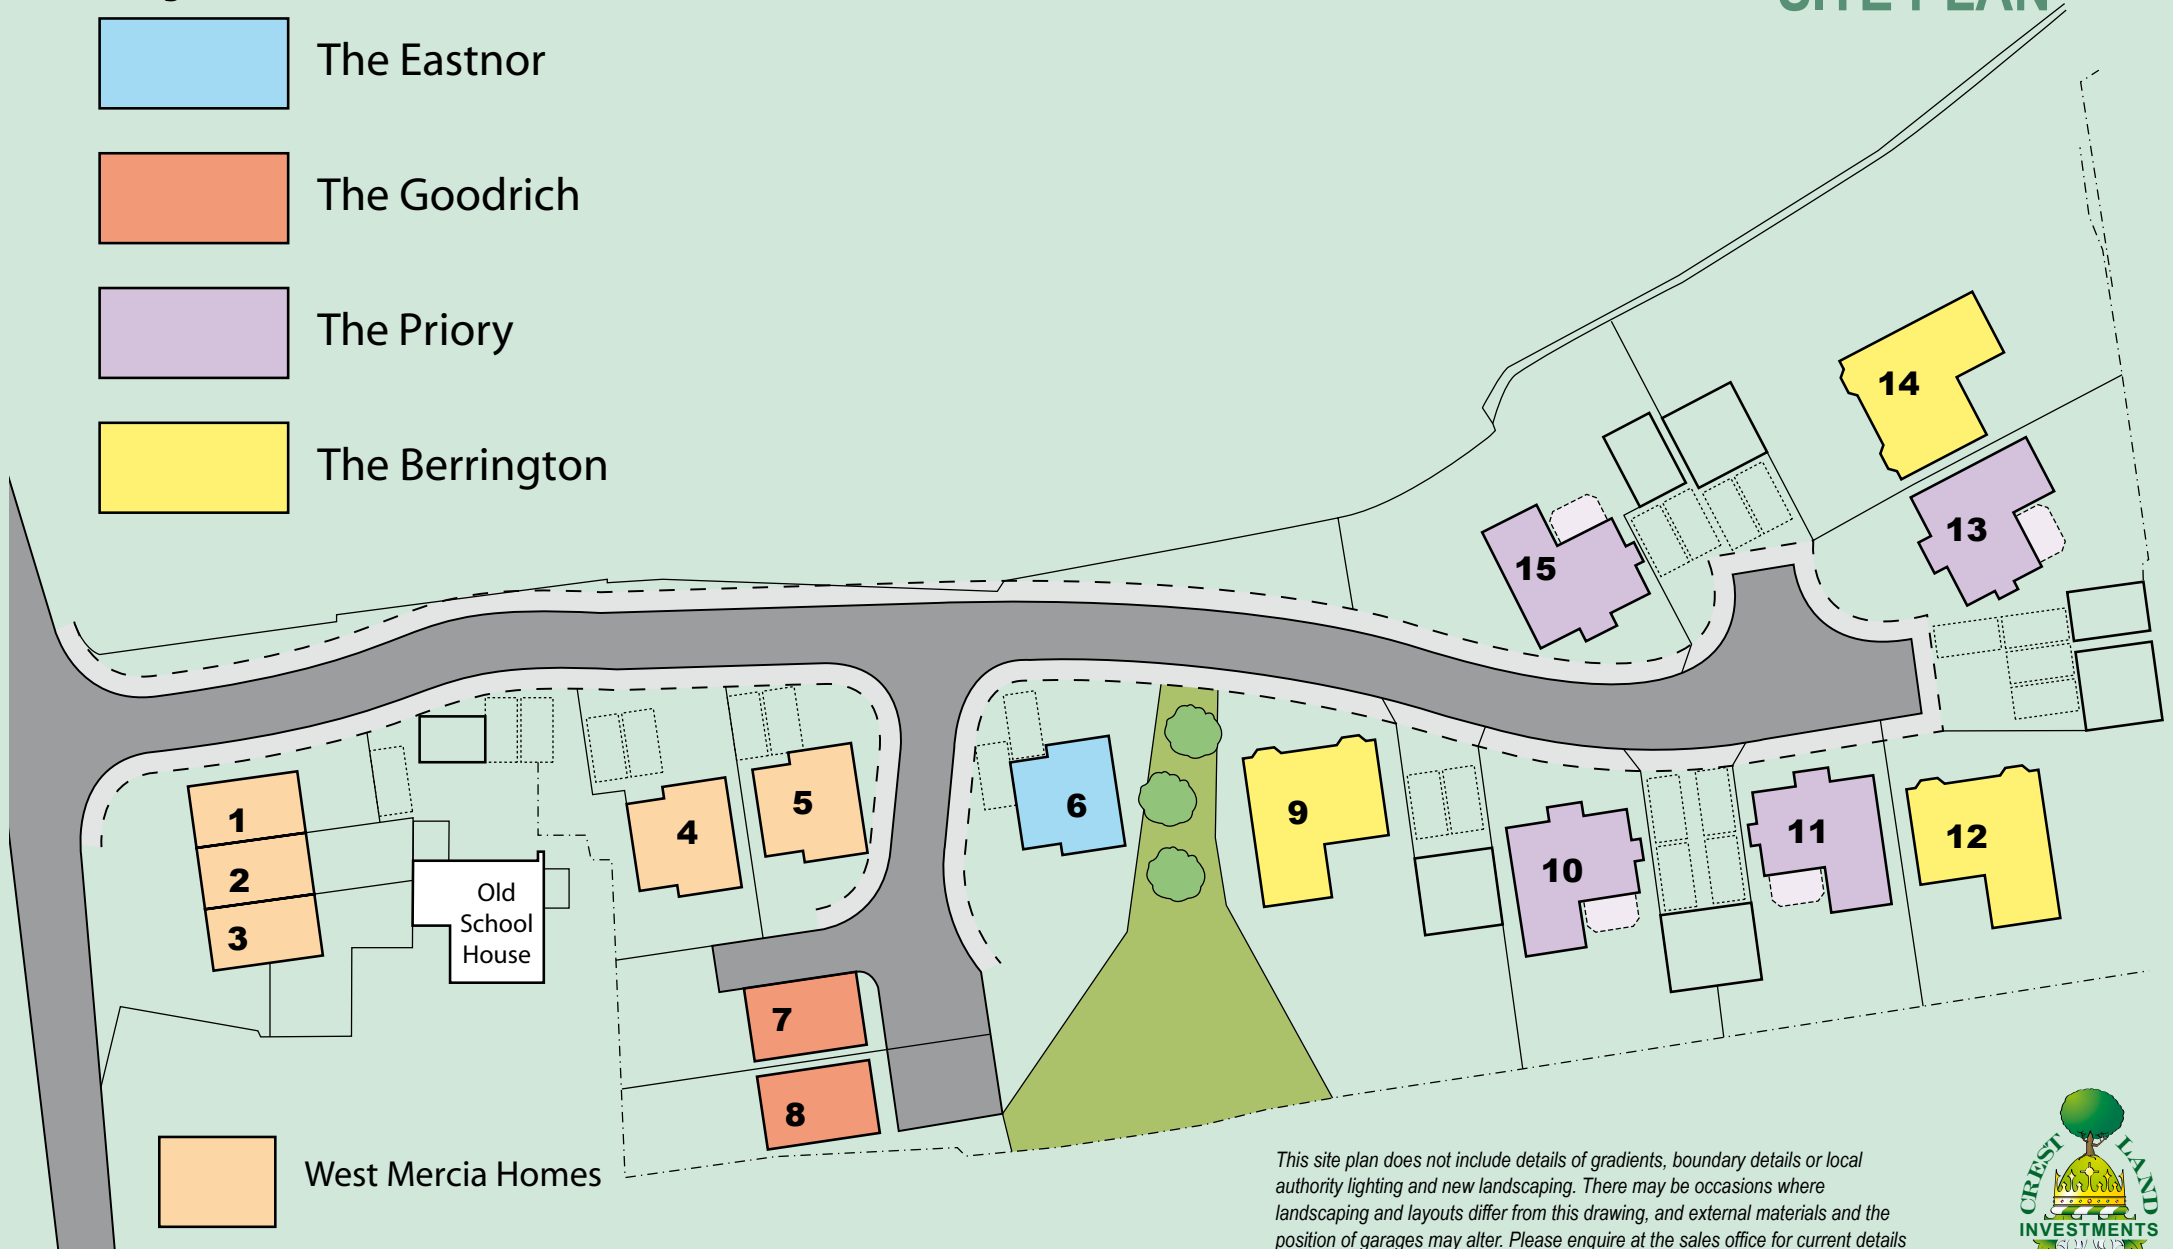 SITE PLAN
The Eastnor
The Goodrich
The Priory
The Berrington
14
13
15
1
2
3
4
5
6
9
10
11
12
Old
School
House
7
8
West Mercia Homes
This site plan does not include details of gradients, boundary details or local
authority lighting and new landscaping. There may be occasions where
landscaping and layouts differ from this drawing, and external materials and the
position of garages may alter. Please enquire at the sales office for current details
CREST LAND
INVESTMENTS